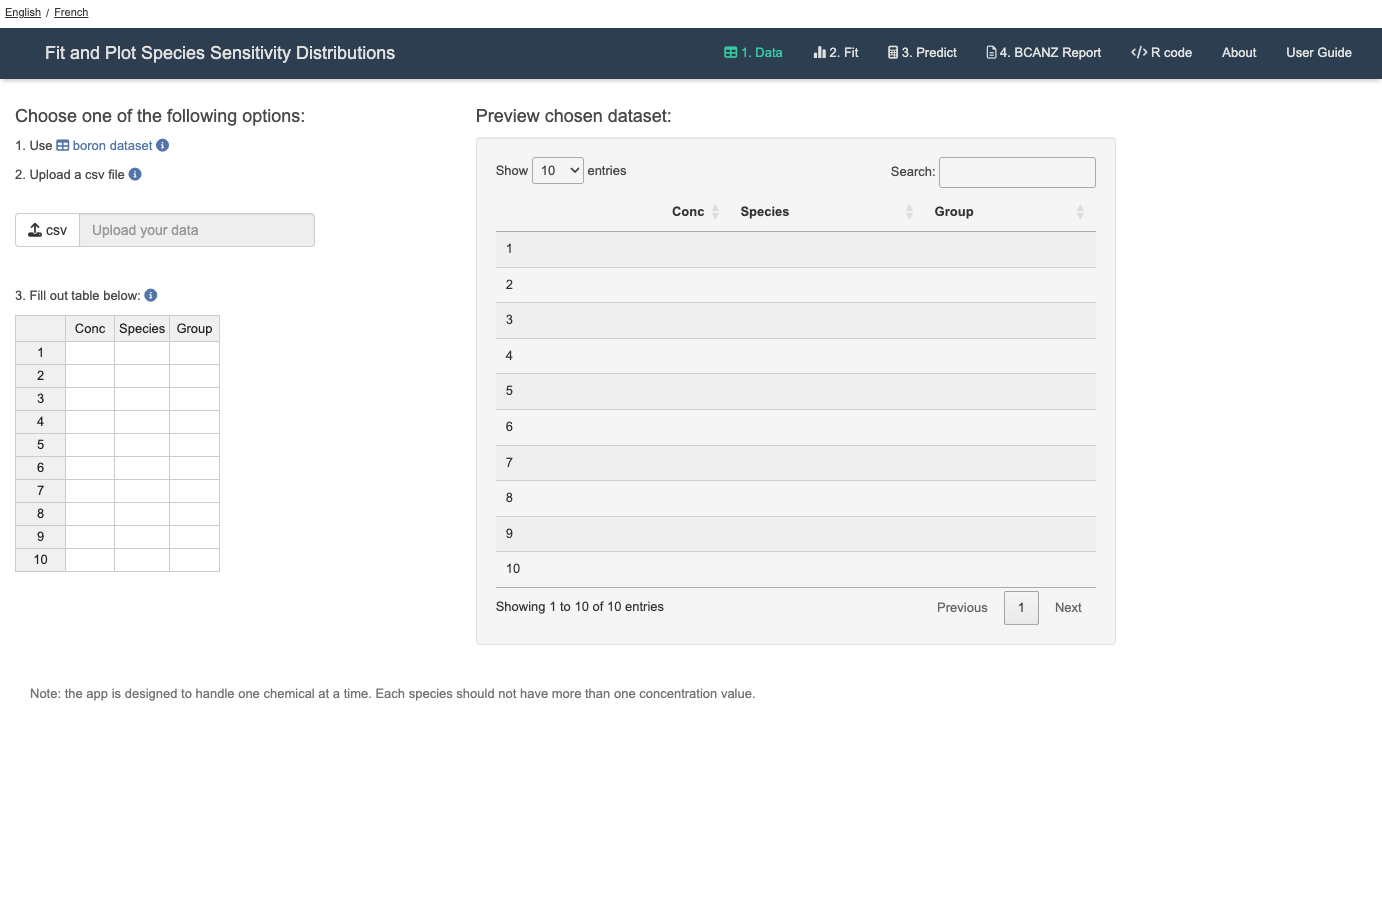 English / French
Fit and Plot Species Sensitivity Distributions
1. Data
2. Fit
3. Predict
4. BCANZ Report
</> R code
About
User Guide
Choose one of the following options:
1. Use boron dataset
2. Upload a csv file
csv
Upload your data
3. Fill out table below:
Conc Species Group
1
2
3
4
5
6
7
8
9
10
Preview chosen dataset:
Show 10 entries
Search:
Conc Species Group
1
2
3
4
5
6
7
8
9
10
Showing 1 to 10 of 10 entries
Previous 1 Next
Note: the app is designed to handle one chemical at a time. Each species should not have more than one concentration value.